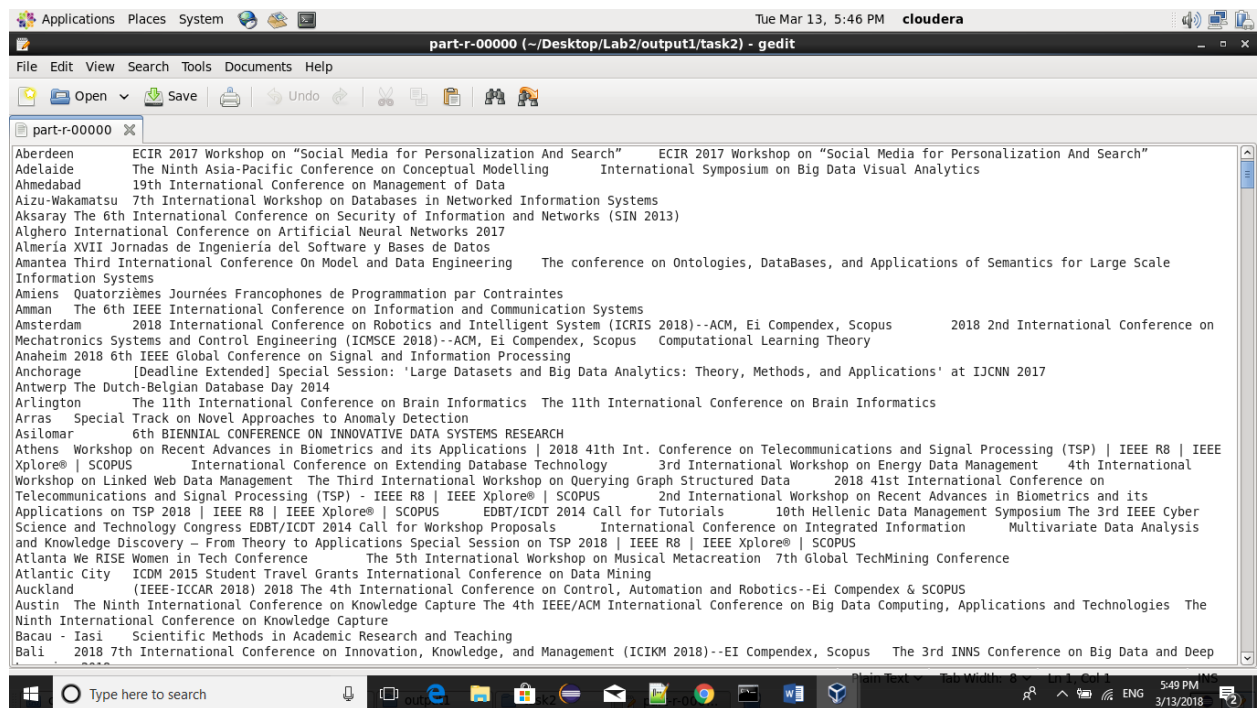 Applications Places System Tue Mar 13, 5:46 PM cloudera
part-r-00000 (~/Desktop/Lab2/output1/task2) - gedit
File Edit View Search Tools Documents Help
Open Save Undo
part-r-00000
Aberdeen ECIR 2017 Workshop on “Social Media for Personalization And Search” ECIR 2017 Workshop on “Social Media for Personalization And Search”
Adelaide The Ninth Asia-Pacific Conference on Conceptual Modelling International Symposium on Big Data Visual Analytics
Ahmedabad 19th International Conference on Management of Data
Aizu-Wakamatsu 7th International Workshop on Databases in Networked Information Systems
Aksaray The 6th International Conference on Security of Information and Networks (SIN 2013)
Alghero International Conference on Artificial Neural Networks 2017
Almería XVII Jornadas de Ingeniería del Software y Bases de Datos
Amantea Third International Conference On Model and Data Engineering The conference on Ontologies, DataBases, and Applications of Semantics for Large Scale
Information Systems
Amiens Quatorzièmes Journées Francophones de Programmation par Contraintes
Amman The 6th IEEE International Conference on Information and Communication Systems
Amsterdam 2018 International Conference on Robotics and Intelligent System (ICRIS 2018)--ACM, Ei Compendex, Scopus 2018 2nd International Conference on
Mechatronics Systems and Control Engineering (ICMSCE 2018)--ACM, Ei Compendex, Scopus Computational Learning Theory
Anaheim 2018 6th IEEE Global Conference on Signal and Information Processing
Anchorage [Deadline Extended] Special Session: 'Large Datasets and Big Data Analytics: Theory, Methods, and Applications' at IJCNN 2017
Antwerp The Dutch-Belgian Database Day 2014
Arlington The 11th International Conference on Brain Informatics The 11th International Conference on Brain Informatics
Arras Special Track on Novel Approaches to Anomaly Detection
Asilomar 6th BIENNIAL CONFERENCE ON INNOVATIVE DATA SYSTEMS RESEARCH
Athens Workshop on Recent Advances in Biometrics and its Applications | 2018 41th Int. Conference on Telecommunications and Signal Processing (TSP) | IEEE R8 | IEEE
Xplore® | SCOPUS International Conference on Extending Database Technology 3rd International Workshop on Energy Data Management 4th International
Workshop on Linked Web Data Management The Third International Workshop on Querying Graph Structured Data 2018 41st International Conference on
Telecommunications and Signal Processing (TSP) - IEEE R8 | IEEE Xplore® | SCOPUS 2nd International Workshop on Recent Advances in Biometrics and its
Applications on TSP 2018 | IEEE R8 | IEEE Xplore® | SCOPUS EDBT/ICDT 2014 Call for Tutorials 10th Hellenic Data Management Symposium The 3rd IEEE Cyber
Science and Technology Congress EDBT/ICDT 2014 Call for Workshop Proposals International Conference on Integrated Information Multivariate Data Analysis
and Knowledge Discovery – From Theory to Applications Special Session on TSP 2018 | IEEE R8 | IEEE Xplore® | SCOPUS
Atlanta We RISE Women in Tech Conference The 5th International Workshop on Musical Metacreation 7th Global TechMining Conference
Atlantic City ICDM 2015 Student Travel Grants International Conference on Data Mining
Auckland (IEEE-ICCAR 2018) 2018 The 4th International Conference on Control, Automation and Robotics--Ei Compendex & SCOPUS
Austin The Ninth International Conference on Knowledge Capture The 4th IEEE/ACM International Conference on Big Data Computing, Applications and Technologies The
Ninth International Conference on Knowledge Capture
Bacau - Iasi Scientific Methods in Academic Research and Teaching
Bali 2018 7th International Conference on Innovation, Knowledge, and Management (ICIKM 2018)--EI Compendex, Scopus The 3rd INNS Conference on Big Data and Deep
Plain Text Tab Width: 8 Ln 1, Col 1 INS
Type here to search ENG 5:49 PM
3/13/2018